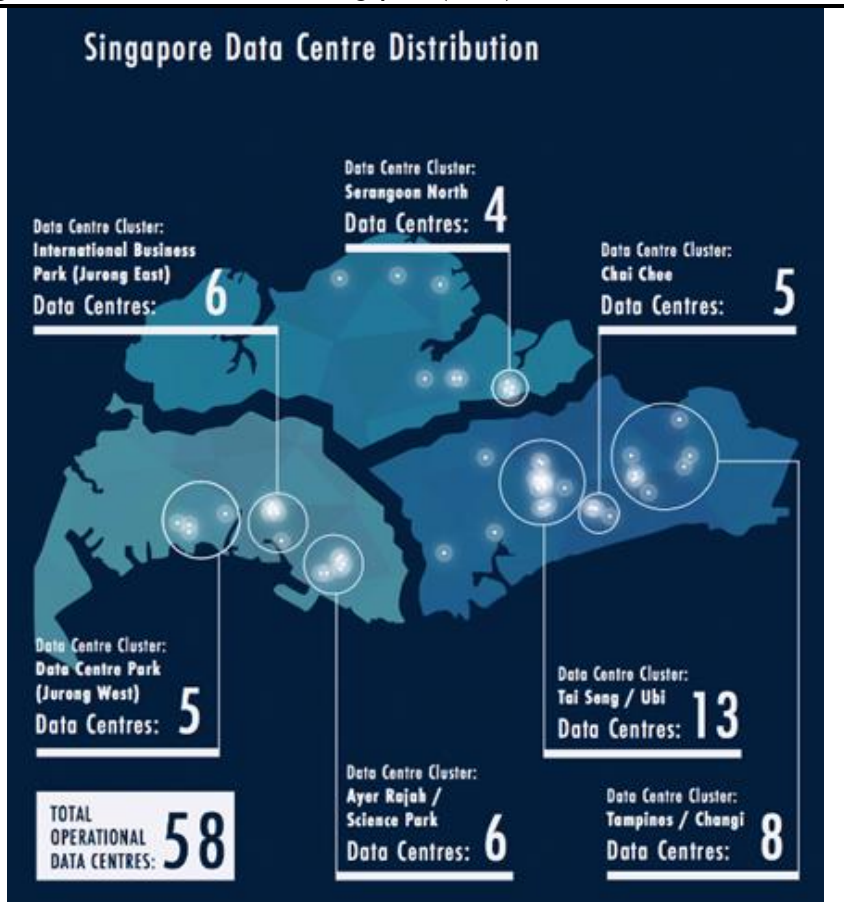 Singapore Data Centre Distribution
Data Centre Cluster:
Serangoon North
Data Centres: 4
Data Centre Cluster:
International Business
Park (Jurong East)
Data Centres: 6
Data Centre Cluster:
Chai Chee
Data Centres: 5
Data Centre Cluster:
Data Centre Park
(Jurong West)
Data Centres: 5
Data Centre Cluster:
Tai Seng / Ubi
Data Centres: 13
Data Centre Cluster:
Ayer Rajah /
Science Park
Data Centres: 6
Data Centre Cluster:
Tampines / Changi
Data Centres: 8
TOTAL
OPERATIONAL
DATA CENTRES: 58